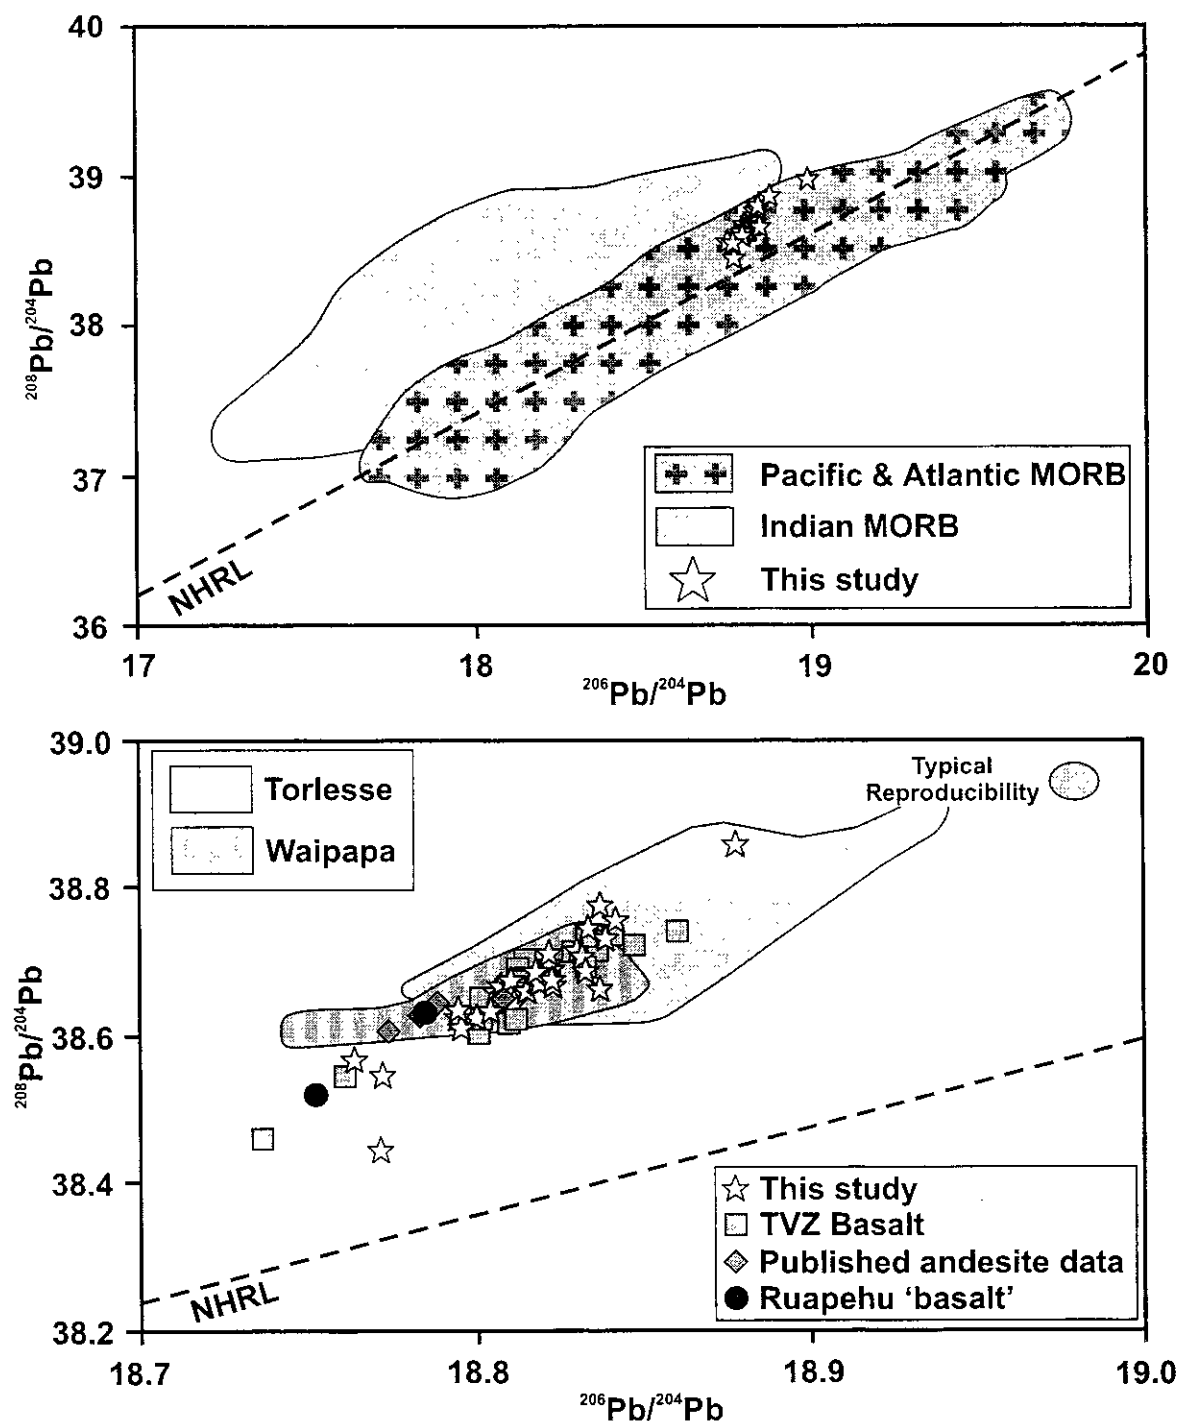 40
39
38
37
36
²⁰⁸Pb/²⁰⁴Pb
NHRL
Pacific & Atlantic MORB
Indian MORB
This study
17
18
19
20
²⁰⁶Pb/²⁰⁴Pb
39.0
38.8
38.6
38.4
38.2
²⁰⁸Pb/²⁰⁴Pb
Torlesse
Waipapa
Typical
Reproducibility
NHRL
This study
TVZ Basalt
Published andesite data
Ruapehu ‘basalt’
18.7
18.8
18.9
19.0
²⁰⁶Pb/²⁰⁴Pb